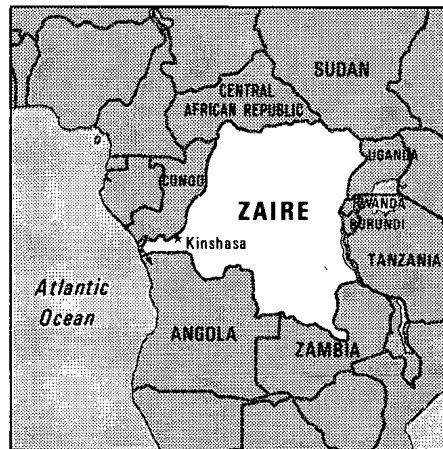 SUDAN
CENTRAL
AFRICAN REPUBLIC
UGANDA
CONGO
RWANDA
ZAIRE
BURUNDI
Kinshasa
TANZANIA
Atlantic
Ocean
ANGOLA
ZAMBIA